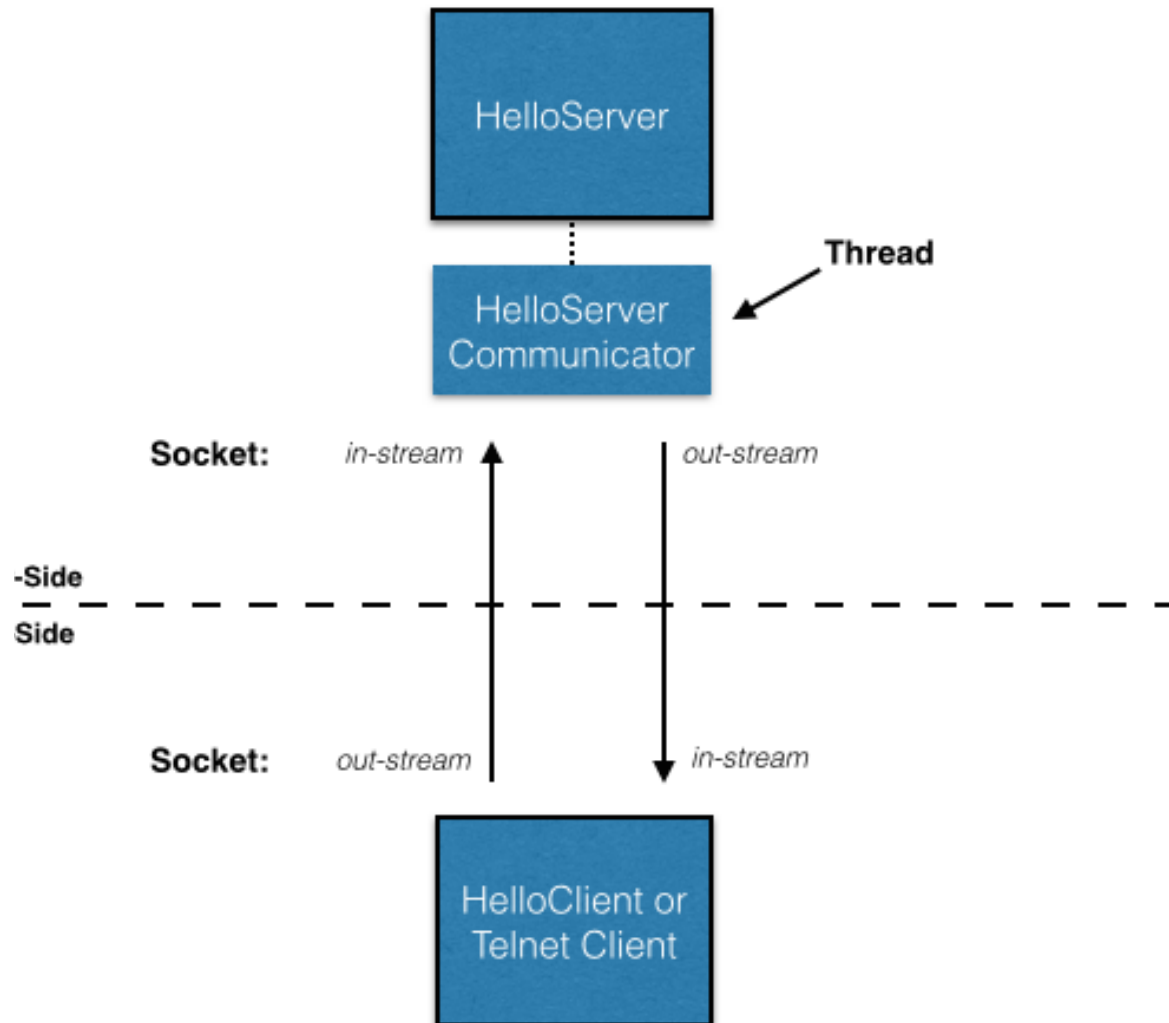 HelloServer
Thread
HelloServer
Communicator
Socket: in-stream out-stream
-Side
Side
Socket: out-stream in-stream
HelloClient or
Telnet Client